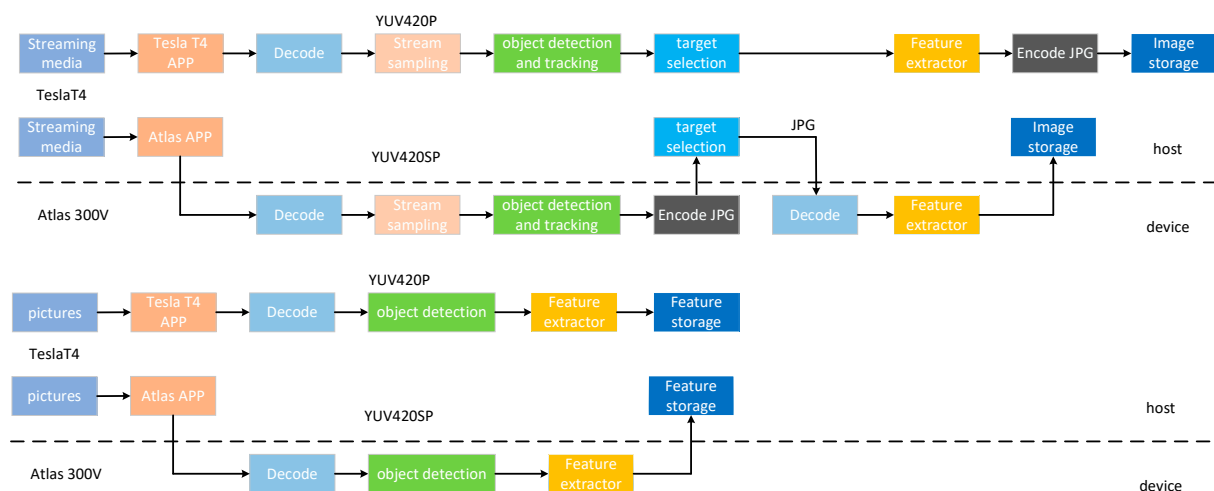 YUV420P
Streaming
media
Tesla T4
APP
Decode
Stream
sampling
object detection
and tracking
target
selection
Feature
extractor
Encode JPG
Image
storage
TeslaT4
Streaming
media
Atlas APP
YUV420SP
target
selection
JPG
Image
storage
host
Atlas 300V
Decode
Stream
sampling
object detection
and tracking
Encode JPG
Decode
Feature
extractor
device
YUV420P
pictures
Tesla T4
APP
Decode
object detection
Feature
extractor
Feature
storage
TeslaT4
pictures
Atlas APP
YUV420SP
Feature
storage
host
Atlas 300V
Decode
object detection
Feature
extractor
device